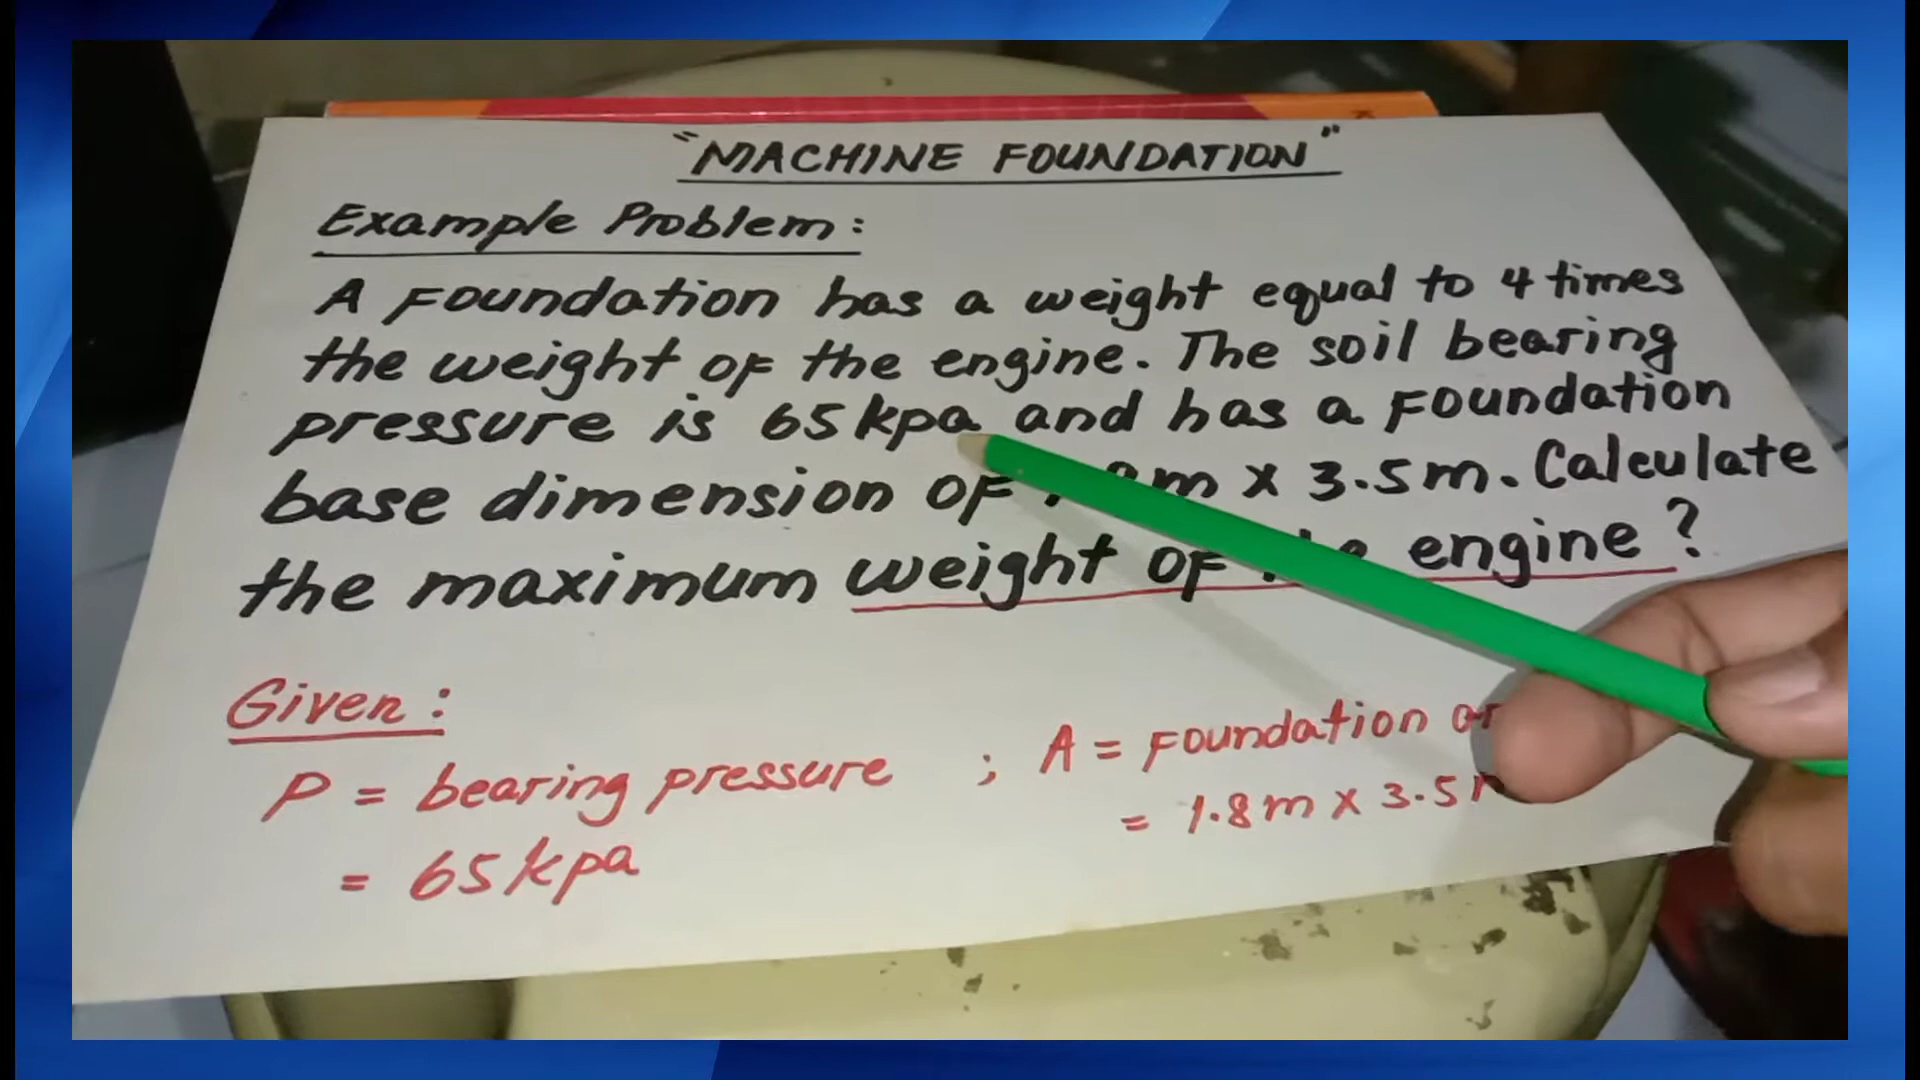 "MACHINE FOUNDATION"
Example Problem:
A Foundation has a weight equal to 4 times
the weight of the engine. The soil bearing
pressure is 65kpa and has a Foundation
base dimension of m x 3.5m. Calculate
the maximum weight of engine?
Given:
P = bearing pressure ; A = Foundation
= 65kpa = 1.8m x 3.5